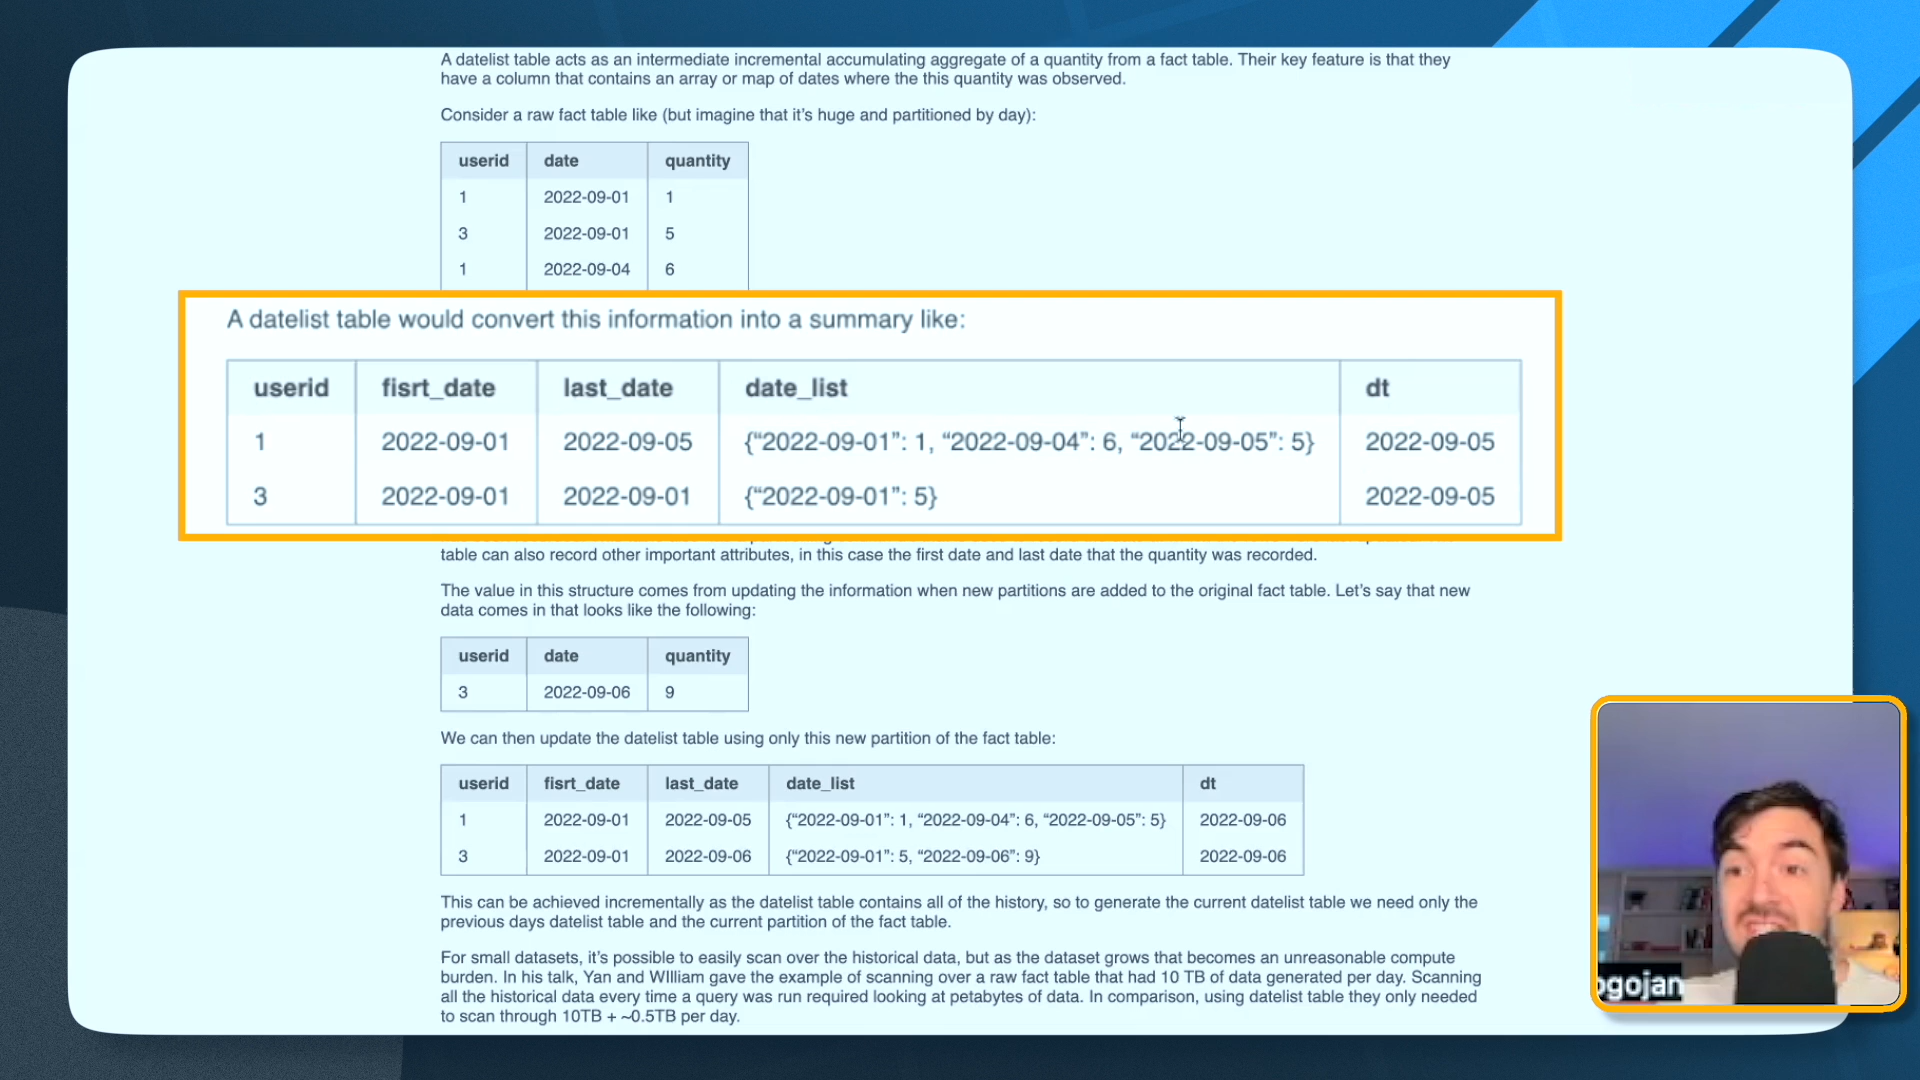 A datelist table acts as an intermediate incremental accumulating aggregate of a quantity from a fact table. Their key feature is that they
have a column that contains an array or map of dates where the this quantity was observed.
Consider a raw fact table like (but imagine that it's huge and partitioned by day):
userid date quantity
1 2022-09-01 1
3 2022-09-01 5
1 2022-09-04 6
A datelist table would convert this information into a summary like:
userid fisrt_date last_date date_list dt
1 2022-09-01 2022-09-05 {“2022-09-01”: 1, “2022-09-04”: 6, “2022-09-05”: 5} 2022-09-05
3 2022-09-01 2022-09-01 {“2022-09-01”: 5} 2022-09-05
table can also record other important attributes, in this case the first date and last date that the quantity was recorded.
The value in this structure comes from updating the information when new partitions are added to the original fact table. Let's say that new
data comes in that looks like the following:
userid date quantity
3 2022-09-06 9
We can then update the datelist table using only this new partition of the fact table:
userid fisrt_date last_date date_list dt
1 2022-09-01 2022-09-05 {“2022-09-01”: 1, “2022-09-04”: 6, “2022-09-05”: 5} 2022-09-06
3 2022-09-01 2022-09-06 {“2022-09-01”: 5, “2022-09-06”: 9} 2022-09-06
This can be achieved incrementally as the datelist table contains all of the history, so to generate the current datelist table we need only the
previous days datelist table and the current partition of the fact table.
For small datasets, it's possible to easily scan over the historical data, but as the dataset grows that becomes an unreasonable compute
burden. In his talk, Yan and WIlliam gave the example of scanning over a raw fact table that had 10 TB of data generated per day. Scanning
all the historical data every time a query was run required looking at petabytes of data. In comparison, using datelist table they only needed
to scan through 10TB + ~0.5TB per day.
ogojan